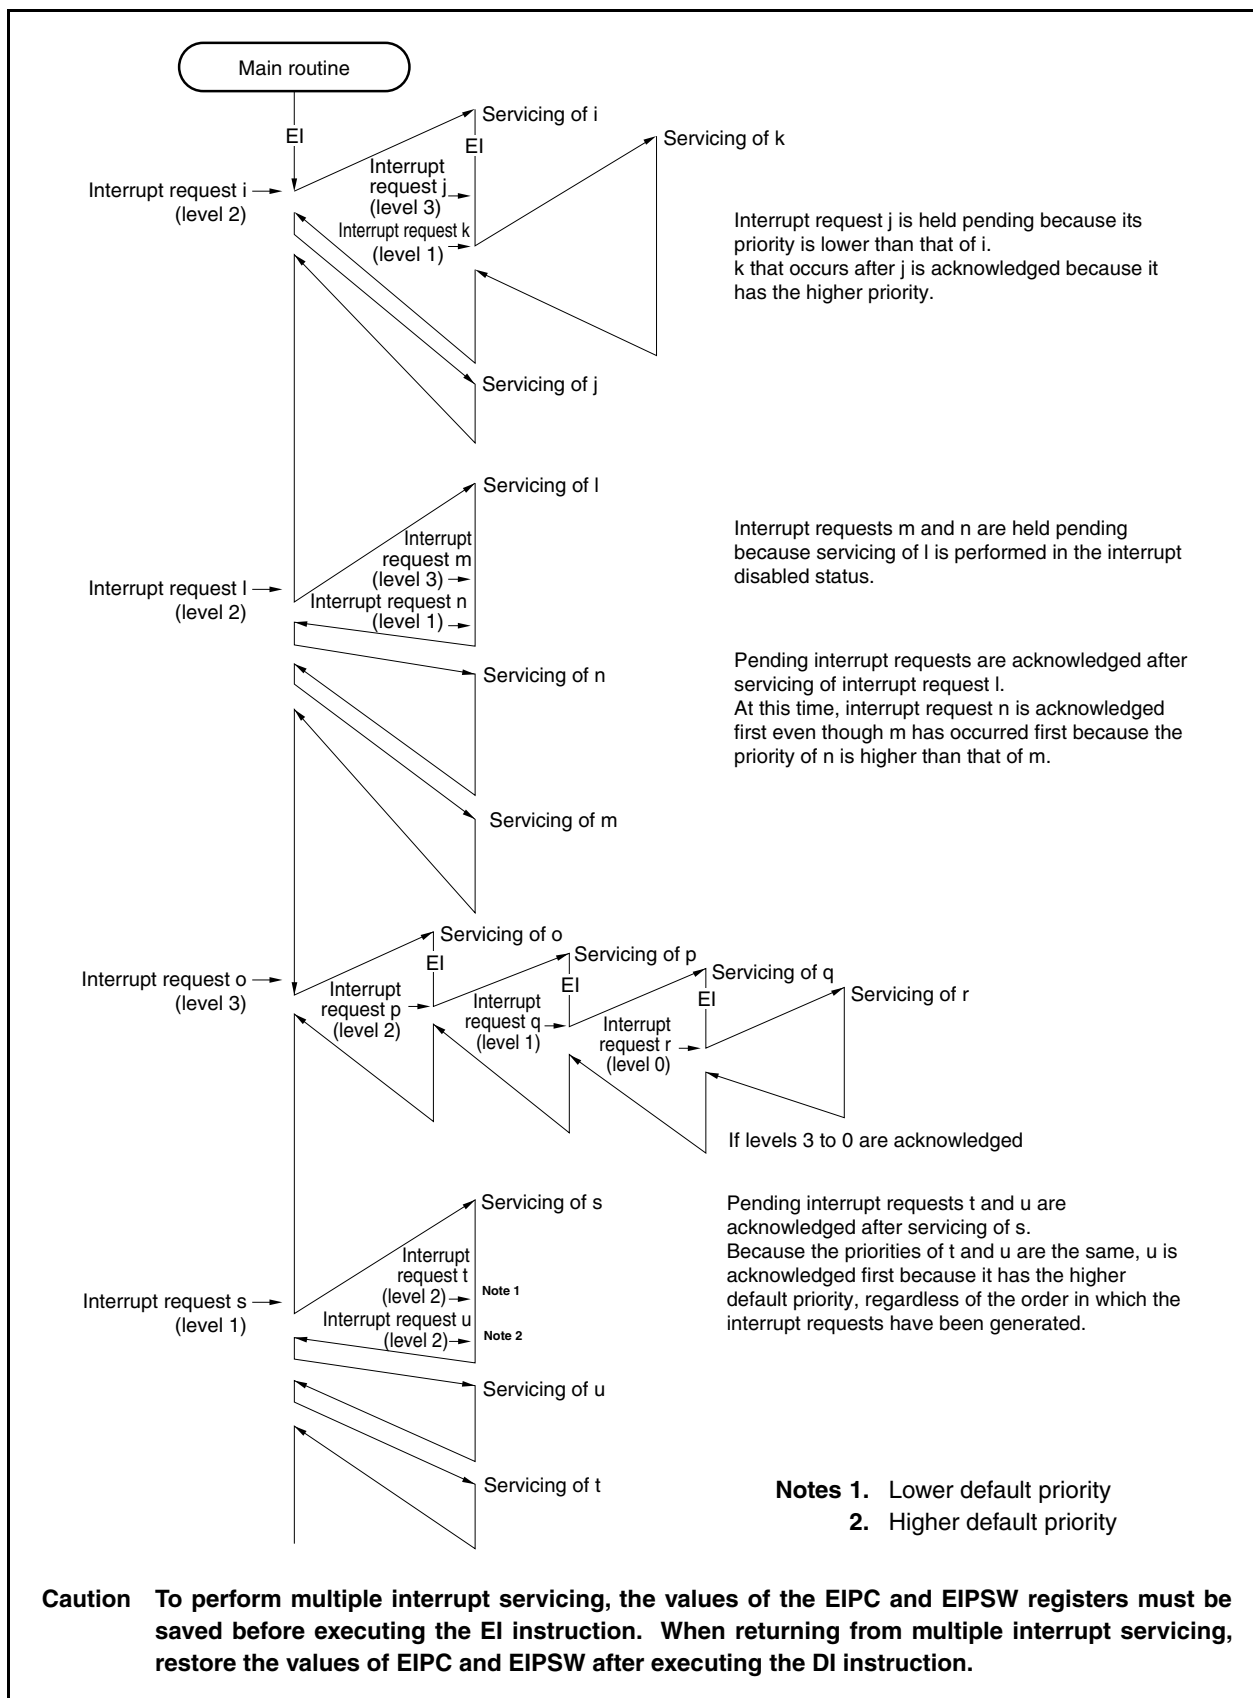 Main routine
EI
Servicing of i
EI
Servicing of k
Interrupt request i
(level 2)
Interrupt
request j
(level 3)
Interrupt request k
(level 1)
Interrupt request j is held pending because its
priority is lower than that of i.
k that occurs after j is acknowledged because it
has the higher priority.
Servicing of j
Servicing of l
Interrupt request l
(level 2)
Interrupt
request m
(level 3)
Interrupt request n
(level 1)
Interrupt requests m and n are held pending
because servicing of l is performed in the interrupt
disabled status.
Servicing of n
Pending interrupt requests are acknowledged after
servicing of interrupt request l.
At this time, interrupt request n is acknowledged
first even though m has occurred first because the
priority of n is higher than that of m.
Servicing of m
Interrupt request o
(level 3)
Servicing of o
EI
Interrupt
request p
(level 2)
Servicing of p
EI
Interrupt
request q
(level 1)
Servicing of q
EI
Interrupt
request r
(level 0)
Servicing of r
If levels 3 to 0 are acknowledged
Servicing of s
Interrupt request s
(level 1)
Interrupt
request t
(level 2)
Note 1
Interrupt request u
(level 2)
Note 2
Pending interrupt requests t and u are
acknowledged after servicing of s.
Because the priorities of t and u are the same, u is
acknowledged first because it has the higher
default priority, regardless of the order in which the
interrupt requests have been generated.
Servicing of u
Servicing of t
Notes 1. Lower default priority
2. Higher default priority
Caution To perform multiple interrupt servicing, the values of the EIPC and EIPSW registers must be
saved before executing the EI instruction. When returning from multiple interrupt servicing,
restore the values of EIPC and EIPSW after executing the DI instruction.